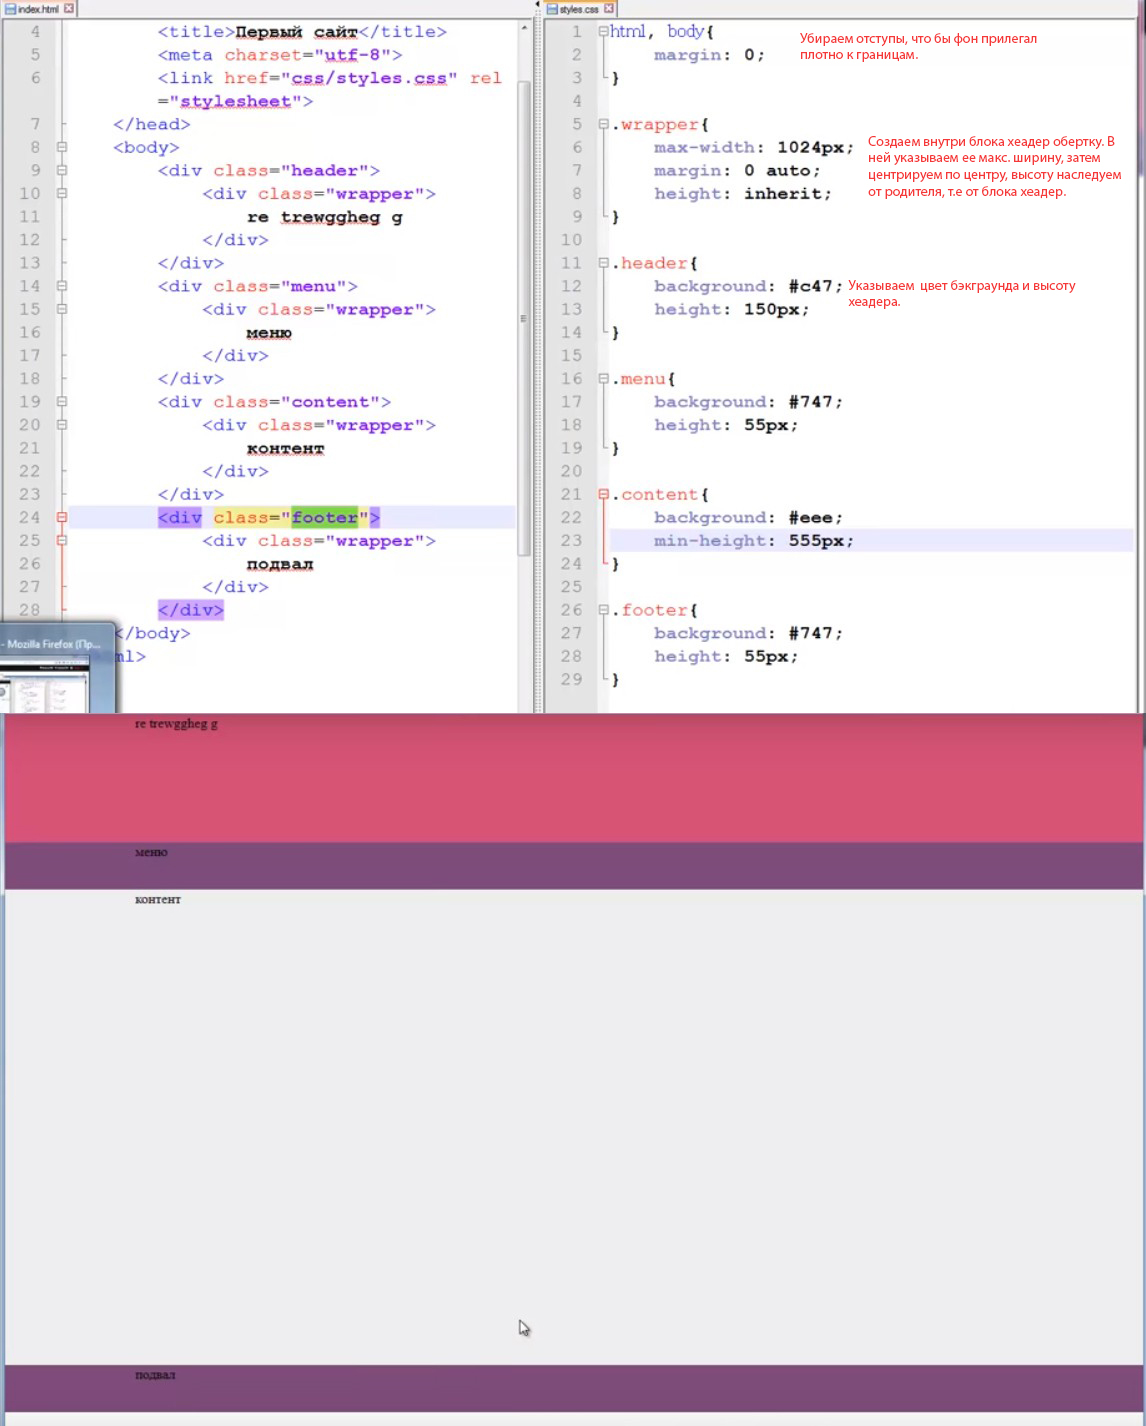 index.html
4 <title>Первый сайт</title>
5 <meta charset="utf-8">
6 <link href="css/styles.css" rel
="stylesheet">
7 </head>
8 <body>
9 <div class="header">
10 <div class="wrapper">
11 re trewggheg g
12 </div>
13 </div>
14 <div class="menu">
15 <div class="wrapper">
16 меню
17 </div>
18 </div>
19 <div class="content">
20 <div class="wrapper">
21 контент
22 </div>
23 </div>
24 <div class="footer">
25 <div class="wrapper">
26 подвал
27 </div>
28 </div>
</body>
ml>
- Mozilla Firefox (Пр...
styles.css
1 html, body{
2 margin: 0;
3 }
4
5 .wrapper{
6 max-width: 1024px;
7 margin: 0 auto;
8 height: inherit;
9 }
10
11 .header{
12 background: #c47;
13 height: 150px;
14 }
15
16 .menu{
17 background: #747;
18 height: 55px;
19 }
20
21 .content{
22 background: #eee;
23 min-height: 555px;
24 }
25
26 .footer{
27 background: #747;
28 height: 55px;
29 }
Убираем отступы, что бы фон прилегал
плотно к границам.
Создаем внутри блока хеадер обертку. В
ней указываем ее макс. ширину, затем
центрируем по центру, высоту наследуем
от родителя, т.е от блока хеадер.
Указываем цвет бэкграунда и высоту
хеадера.
re trewggheg g
меню
контент
подвал